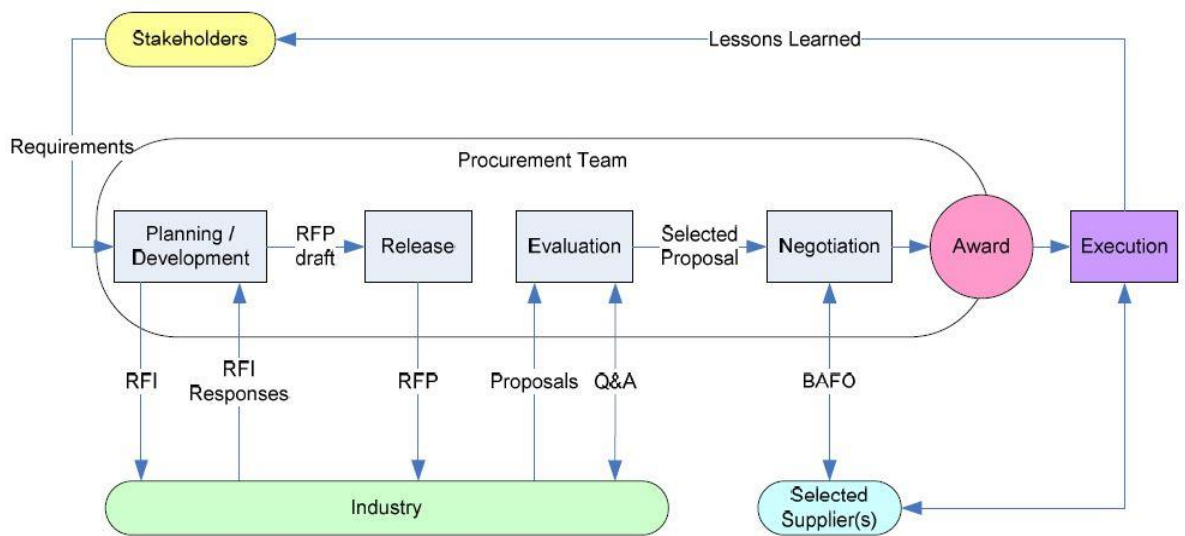 Stakeholders
Lessons Learned
Requirements
Procurement Team
Planning /
Development
RFP
draft
Release
Evaluation
Selected
Proposal
Negotiation
Award
Execution
RFI
RFI
Responses
RFP
Proposals
Q&A
BAFO
Industry
Selected
Supplier(s)